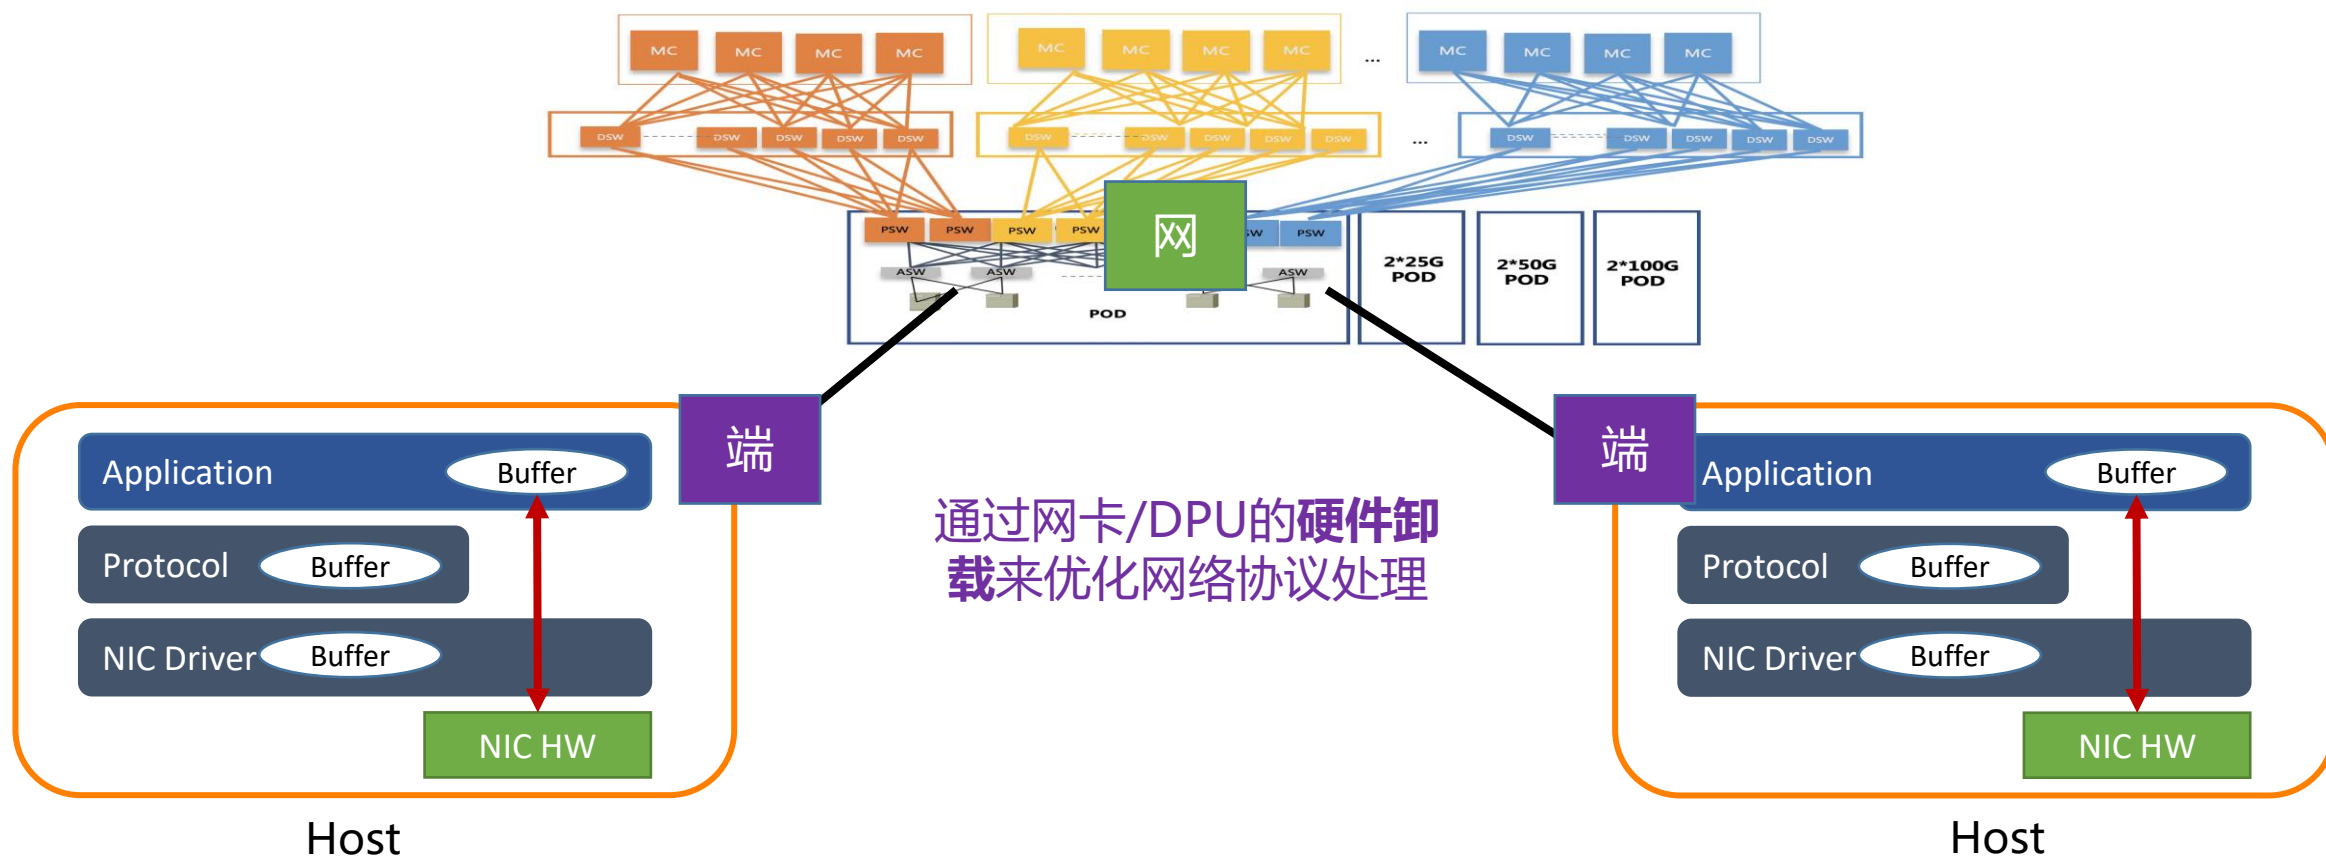 MC MC MC MC MC MC MC MC ... MC MC MC MC
DSW DSW DSW DSW DSW DSW DSW DSW DSW DSW ... DSW DSW DSW DSW DSW
PSW PSW PSW PSW 网 SW PSW
ASW ASW ASW
POD
2*25G
POD
2*50G
POD
2*100G
POD
端
Application Buffer
Protocol Buffer
NIC Driver Buffer
NIC HW
Host
通过网卡/DPU的硬件卸
载来优化网络协议处理
端
Application Buffer
Protocol Buffer
NIC Driver Buffer
NIC HW
Host